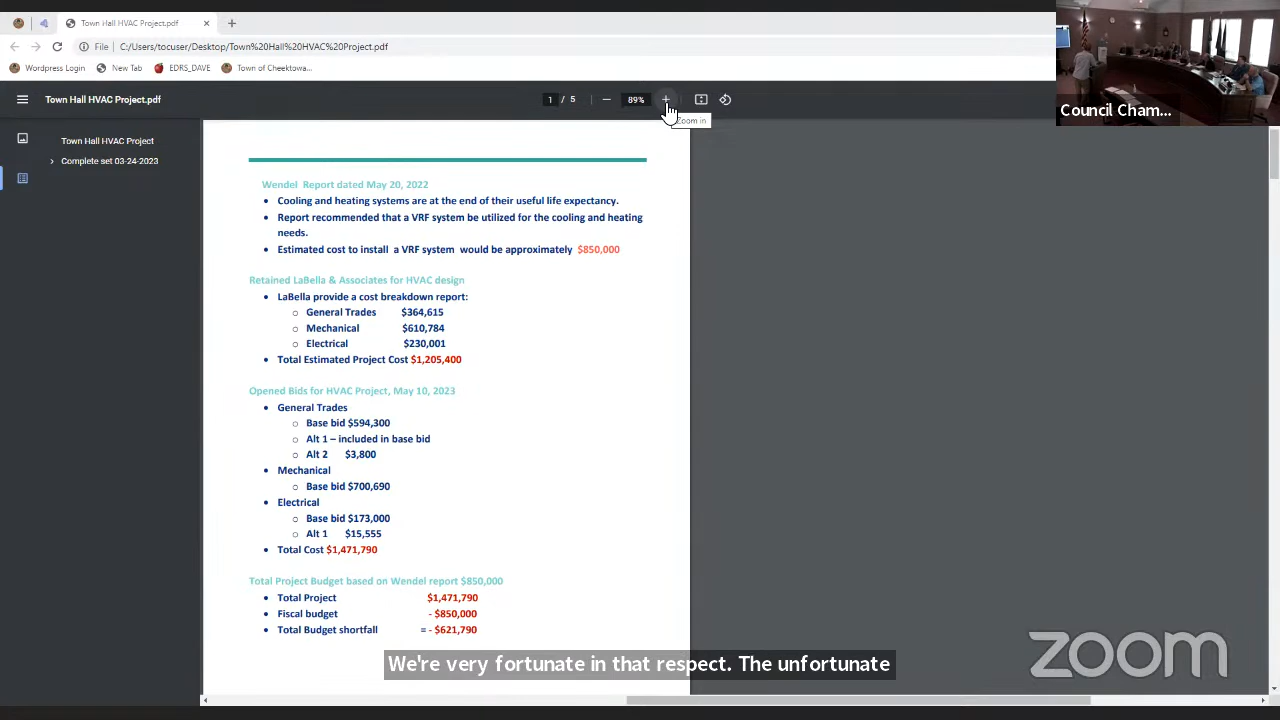 Town Hall HVAC Project.pdf
File
C:/Users/tocuser/Desktop/Town%20Hall%20HVAC%20Project.pdf
Wordpress Login
New Tab
EDRS_DAVE
Town of Cheektowa...
Council Cham...
Town Hall HVAC Project.pdf
1 / 5
89%
Zoom in
Town Hall HVAC Project
Complete set 03-24-2023
Wendel Report dated May 20, 2022
• Cooling and heating systems are at the end of their useful life expectancy.
• Report recommended that a VRF system be utilized for the cooling and heating
needs.
• Estimated cost to install a VRF system would be approximately $850,000
Retained LaBella & Associates for HVAC design
• LaBella provide a cost breakdown report:
o General Trades $364,615
o Mechanical $610,784
o Electrical $230,001
• Total Estimated Project Cost $1,205,400
Opened Bids for HVAC Project, May 10, 2023
• General Trades
o Base bid $594,300
o Alt 1 – included in base bid
o Alt 2 $3,800
• Mechanical
o Base bid $700,690
• Electrical
o Base bid $173,000
o Alt 1 $15,555
• Total Cost $1,471,790
Total Project Budget based on Wendel report $850,000
• Total Project $1,471,790
• Fiscal budget - $850,000
• Total Budget shortfall = - $621,790
We're very fortunate in that respect. The unfortunate
zoom